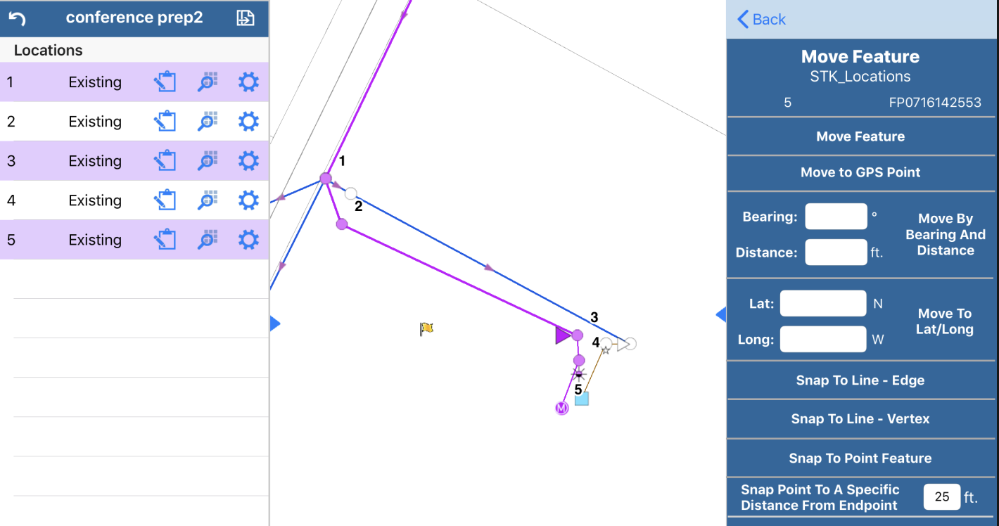 conference prep2
Locations
1 Existing
2 Existing
3 Existing
4 Existing
5 Existing
1
2
3
4
5
M
Back
Move Feature
STK_Locations
5 FP0716142553
Move Feature
Move to GPS Point
Bearing: °
Distance: ft.
Move By
Bearing And
Distance
Lat: N
Long: W
Move To
Lat/Long
Snap To Line - Edge
Snap To Line - Vertex
Snap To Point Feature
Snap Point To A Specific
Distance From Endpoint
25 ft.